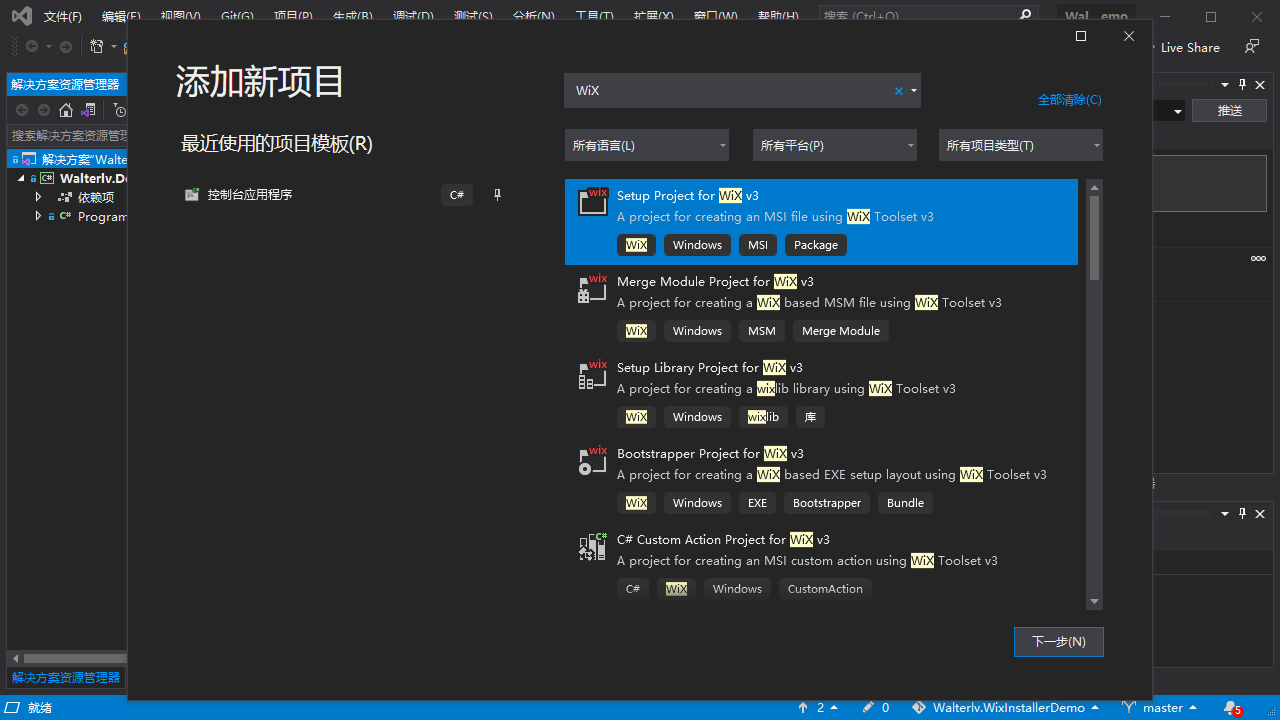 文件(F) 编辑(E) 视图(V) Git(G) 项目(P) 生成(B) 调试(D) 测试(S) 分析(N) 工具(T) 扩展(X) 窗口(W) 帮助(H) 搜索 (Ctrl+Q)
Live Share
添加新项目
WiX
全部清除(C)
解决方案资源管理器
推送
搜索解决方案资源管理
最近使用的项目模板(R)
所有语言(L) 所有平台(P) 所有项目类型(T)
解决方案"Walte
Walterlv.D
依赖项
Program
控制台应用程序 C#
Setup Project for WiX v3
A project for creating an MSI file using WiX Toolset v3
WiX Windows MSI Package
Merge Module Project for WiX v3
A project for creating a WiX based MSM file using WiX Toolset v3
WiX Windows MSM Merge Module
Setup Library Project for WiX v3
A project for creating a wixlib library using WiX Toolset v3
WiX Windows wixlib 库
Bootstrapper Project for WiX v3
A project for creating a WiX based EXE setup layout using WiX Toolset v3
WiX Windows EXE Bootstrapper Bundle
C# Custom Action Project for WiX v3
A project for creating an MSI custom action using WiX Toolset v3
C# WiX Windows CustomAction
下一步(N)
解决方案资源管理器
就绪
2 0 Walterlv.WixInstallerDemo master 5